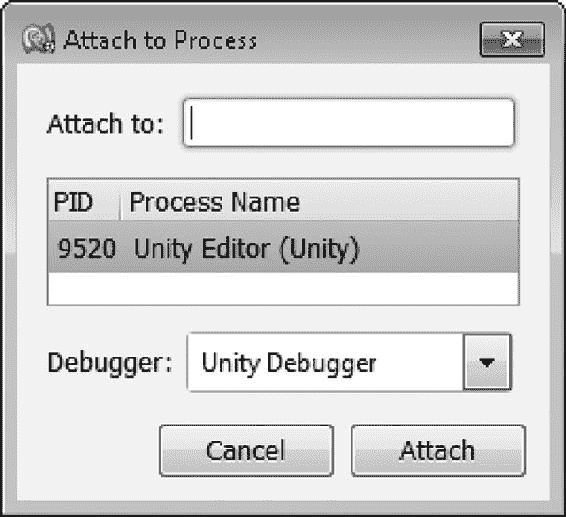 Attach to Process
Attach to:
PID Process Name
9520 Unity Editor (Unity)
Debugger: Unity Debugger
Cancel Attach